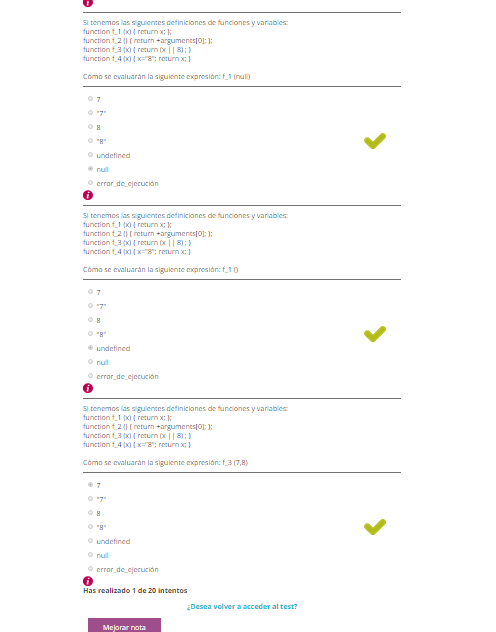 i
Si tenemos las siguientes definiciones de funciones y variables:
function f_1 (x) { return x; };
function f_2 () { return +arguments[0]; };
function f_3 (x) { return (x || 8) ; }
function f_4 (x) { x="8"; return x; }
Cómo se evaluarán la siguiente expresión: f_1 (null)
7
"7"
8
"8"
undefined
null
error_de_ejecución
i
Si tenemos las siguientes definiciones de funciones y variables:
function f_1 (x) { return x; };
function f_2 () { return +arguments[0]; };
function f_3 (x) { return (x || 8) ; }
function f_4 (x) { x="8"; return x; }
Cómo se evaluarán la siguiente expresión: f_1 ()
7
"7"
8
"8"
undefined
null
error_de_ejecución
i
Si tenemos las siguientes definiciones de funciones y variables:
function f_1 (x) { return x; };
function f_2 () { return +arguments[0]; };
function f_3 (x) { return (x || 8) ; }
function f_4 (x) { x="8"; return x; }
Cómo se evaluarán la siguiente expresión: f_3 (7,8)
7
"7"
8
"8"
undefined
null
error_de_ejecución
i
Has realizado 1 de 20 intentos
¿Desea volver a acceder al test?
Mejorar nota